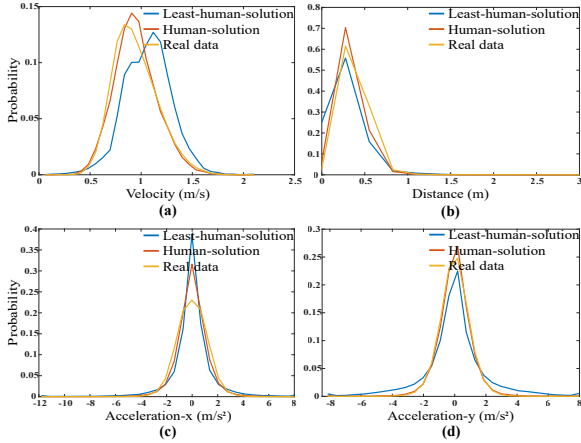 0.15
0.1
0.05
0
Probability
0 0.5 1 1.5 2 2.5
Velocity (m/s)
(a)
Least-human-solution
Human-solution
Real data
0.8
0.7
0.6
0.5
0.4
0.3
0.2
0.1
0
0 0.5 1 1.5 2 2.5 3
Distance (m)
(b)
Least-human-solution
Human-solution
Real data
0.4
0.35
0.3
0.25
0.2
0.15
0.1
0.05
0
Probability
-12 -10 -8 -6 -4 -2 0 2 4 6 8
Acceleration-x (m/s²)
(c)
Least-human-solution
Human-solution
Real data
0.3
0.25
0.2
0.15
0.1
0.05
0
-8 -6 -4 -2 0 2 4 6 8
Acceleration-y (m/s²)
(d)
Least-human-solution
Human-solution
Real data